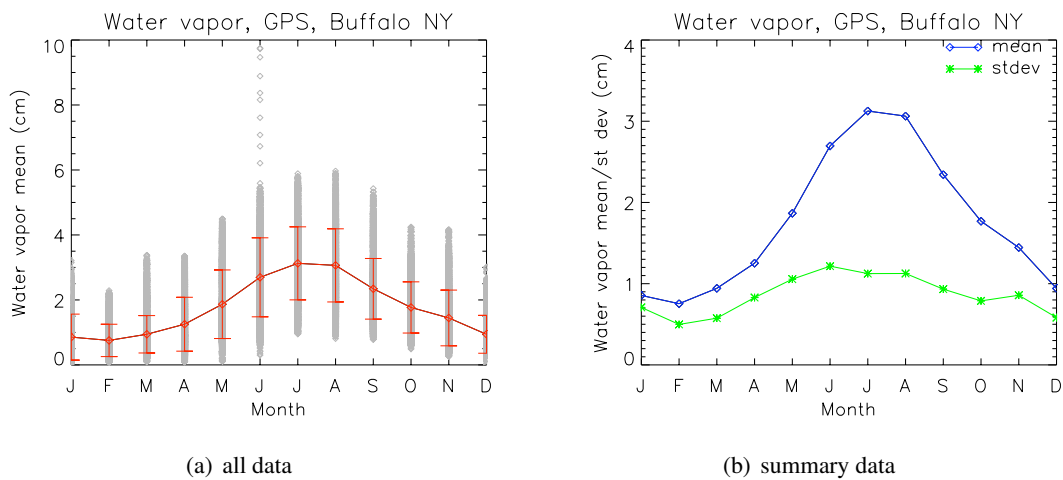 Water vapor, GPS, Buffalo NY
Water vapor mean (cm)
10
8
6
4
2
0
J F M A M J J A S O N D
Month
(a) all data
Water vapor, GPS, Buffalo NY
Water vapor mean/st dev (cm)
mean
stdev
4
3
2
1
0
J F M A M J J A S O N D
Month
(b) summary data